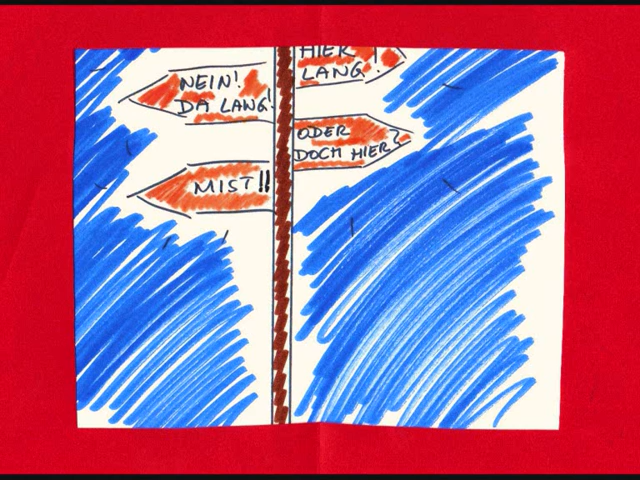 HIER
LANG!
NEIN!
DA LANG!
ODER
DOCH HIER?
MIST!!